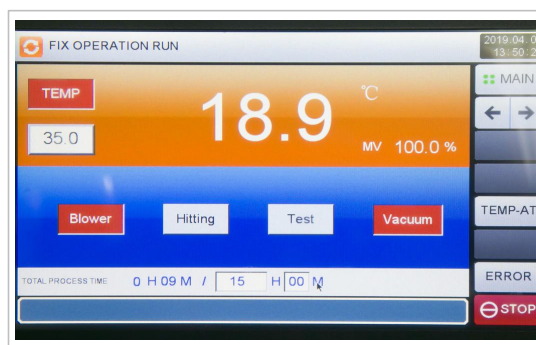 FIX OPERATION RUN
2019.04.0
13:50:2
MAIN
TEMP
18.9 ℃
35.0
MV 100.0 %
Blower
Hitting
Test
Vacuum
TEMP-AT
TOTAL PROCESS TIME 0 H 09 M / 15 H 00 M
ERROR
STOP